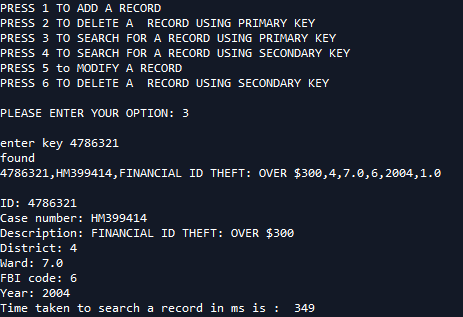 PRESS 1 TO ADD A RECORD
PRESS 2 TO DELETE A  RECORD USING PRIMARY KEY
PRESS 3 TO SEARCH FOR A RECORD USING PRIMARY KEY
PRESS 4 TO SEARCH FOR A RECORD USING SECONDARY KEY
PRESS 5 to MODIFY A RECORD
PRESS 6 TO DELETE A  RECORD USING SECONDARY KEY
PLEASE ENTER YOUR OPTION: 3
enter key 4786321
found
4786321,HM399414,FINANCIAL ID THEFT: OVER $300,4,7.0,6,2004,1.0
ID: 4786321
Case number: HM399414
Description: FINANCIAL ID THEFT: OVER $300
District: 4
Ward: 7.0
FBI code: 6
Year: 2004
Time taken to search a record in ms is :  349